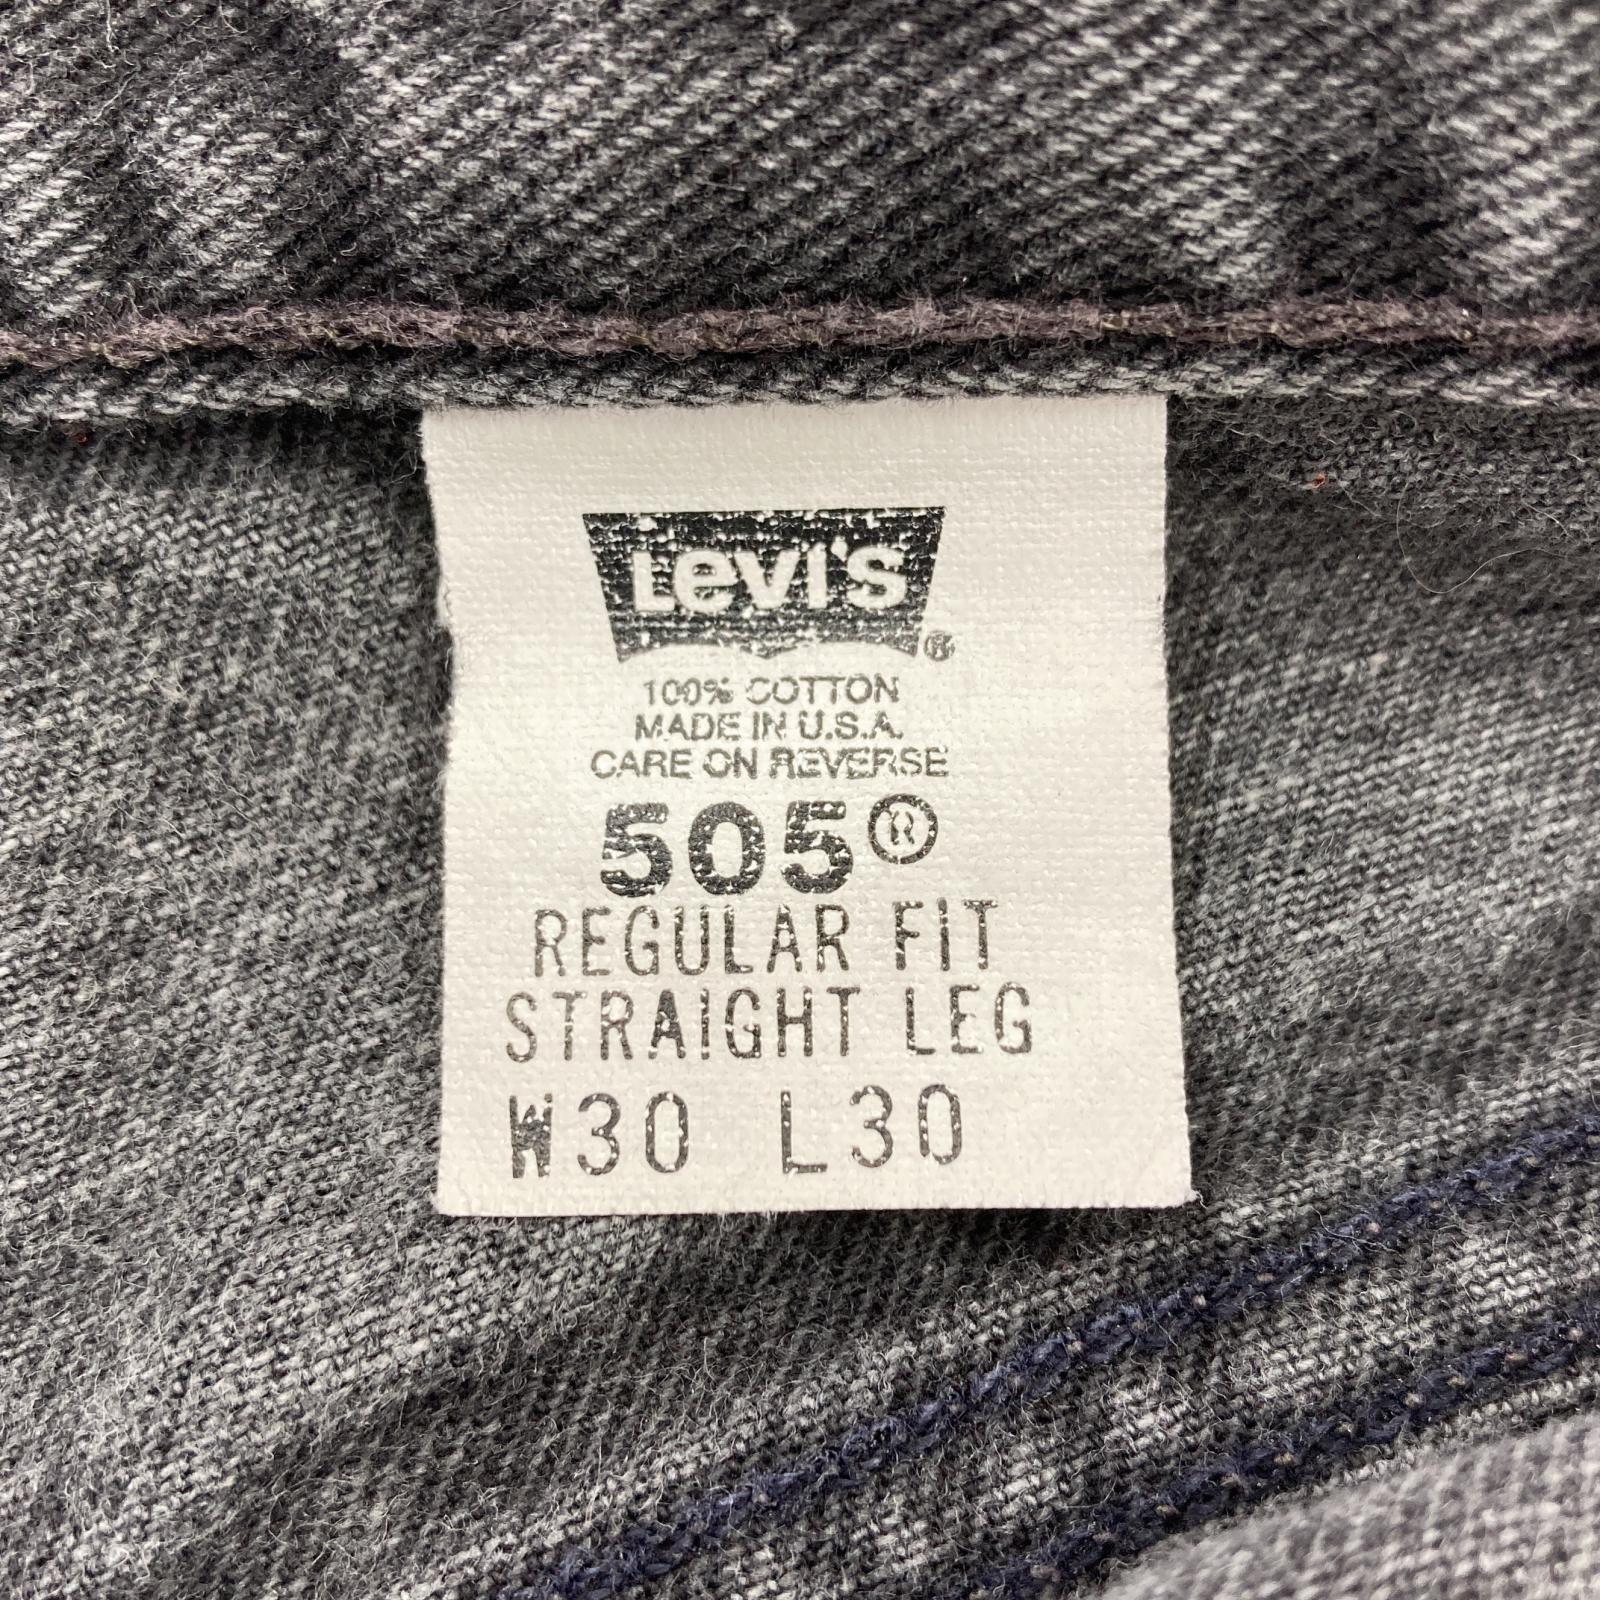 Levi's®
100% COTTON
MADE IN U.S.A.
CARE ON REVERSE
505®
REGULAR FIT
STRAIGHT LEG
W30 L30